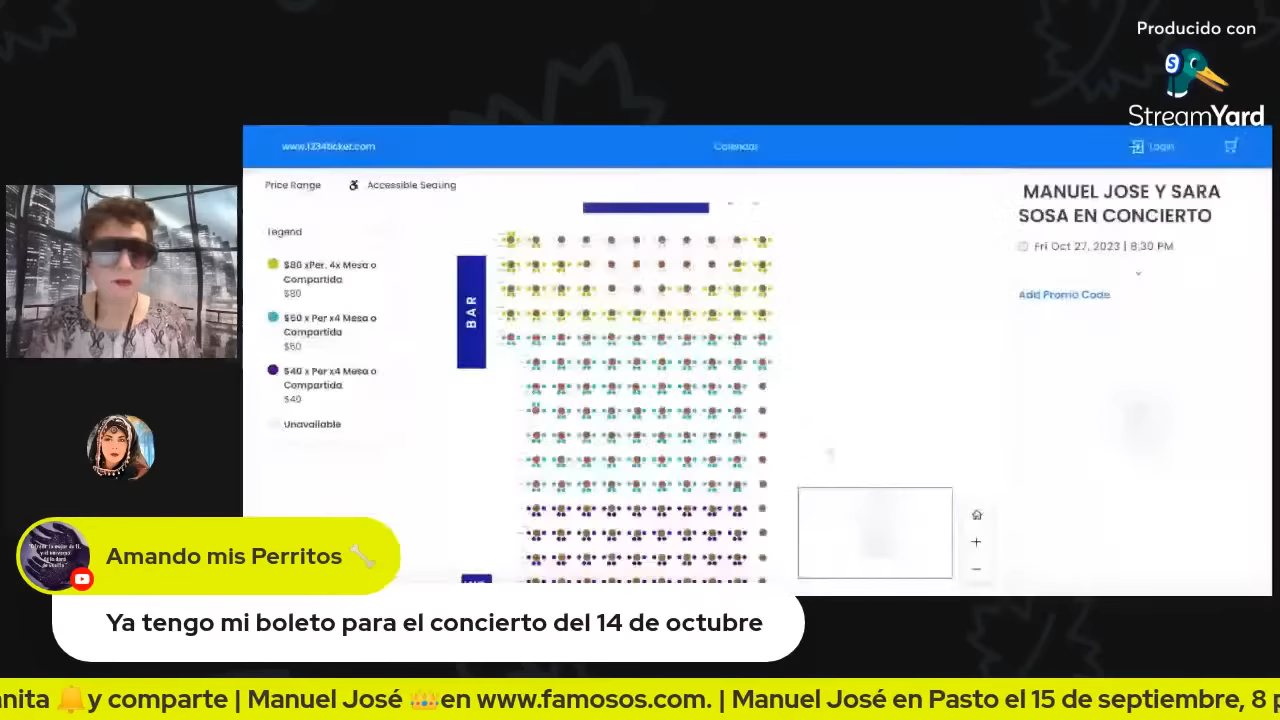 Producido con
StreamYard
www.1234ticket.com
Calendar
Login
Price Range
Accessible Seating
Legend
$80 xPer. 4x Mesa o
Compartida
$80
$50 x Per x4 Mesa o
Compartida
$50
$40 x Per x4 Mesa o
Compartida
$40
Unavailable
BAR
MANUEL JOSE Y SARA
SOSA EN CONCIERTO
Fri Oct 27, 2023 | 8:30 PM
Add Promo Code
Amando mis Perritos 🦴
Ya tengo mi boleto para el concierto del 14 de octubre
anita 🔔y comparte | Manuel José 👑en www.famosos.com. | Manuel José en Pasto el 15 de septiembre, 8 p